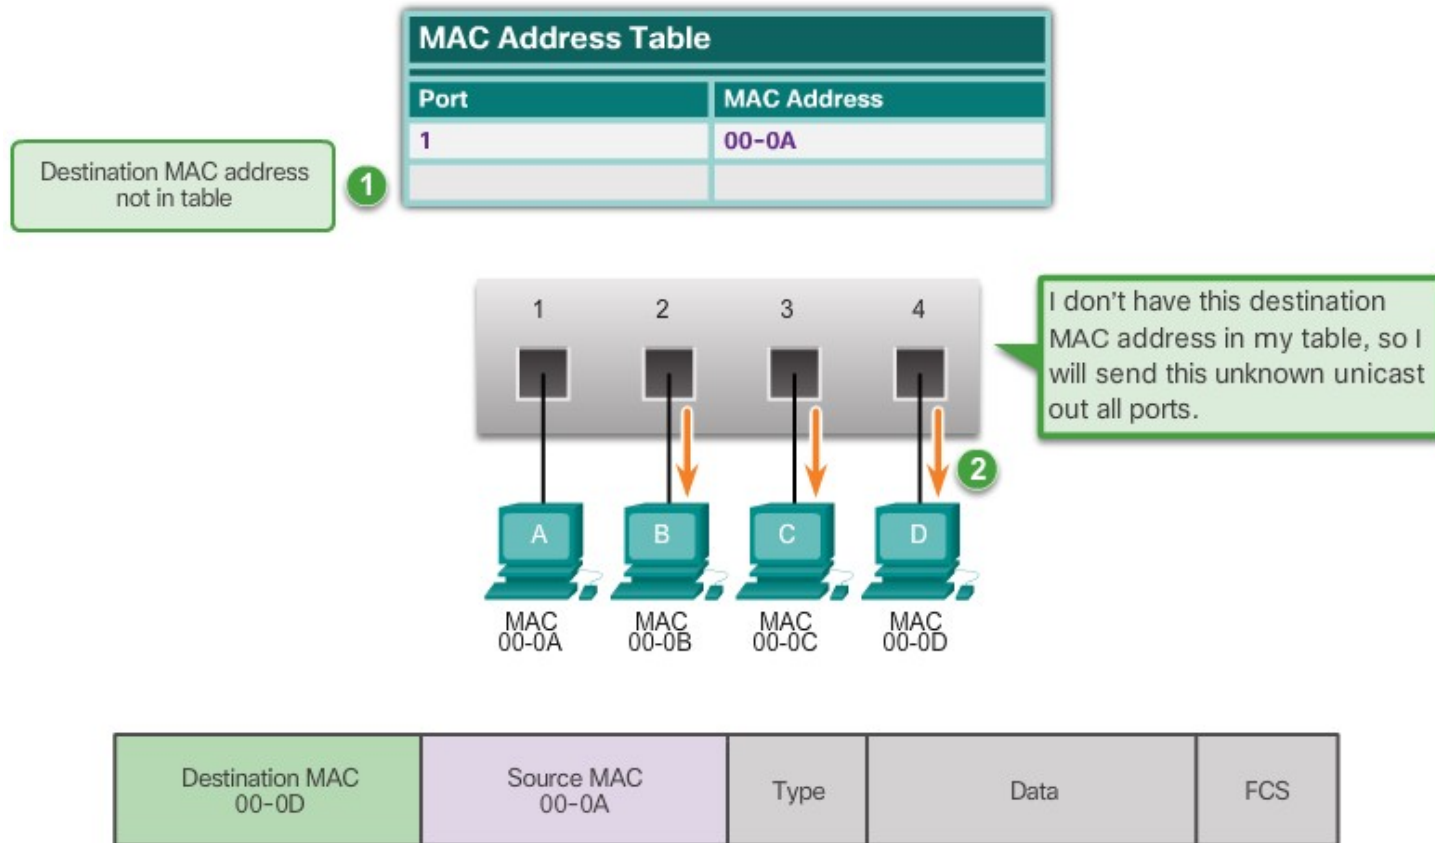 MAC Address Table
Port MAC Address
1 00-0A
Destination MAC address
not in table
1
1 2 3 4
I don't have this destination
MAC address in my table, so I
will send this unknown unicast
out all ports.
2
A B C D
MAC MAC MAC MAC
00-0A 00-0B 00-0C 00-0D
Destination MAC Source MAC Type Data FCS
00-0D 00-0A